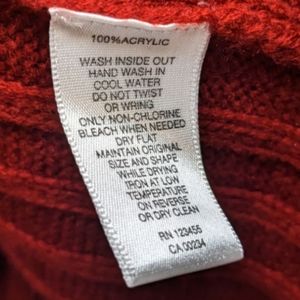 100%ACRYLIC
WASH INSIDE OUT
HAND WASH IN
COOL WATER
DO NOT TWIST
OR WRING
ONLY NON-CHLORINE
BLEACH WHEN NEEDED
DRY FLAT
MAINTAIN ORIGINAL
SIZE AND SHAPE
WHILE DRYING
IRON AT LOW
TEMPERATURE
ON REVERSE
OR DRY CLEAN
RN 123456
CA 00234